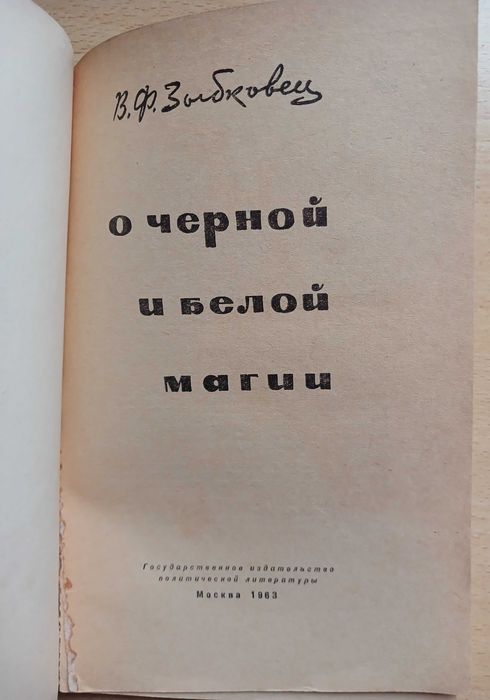 В.Ф.Зыбковец
о черной
и белой
магии
Государственное издательство
политической литературы
Москва 1963